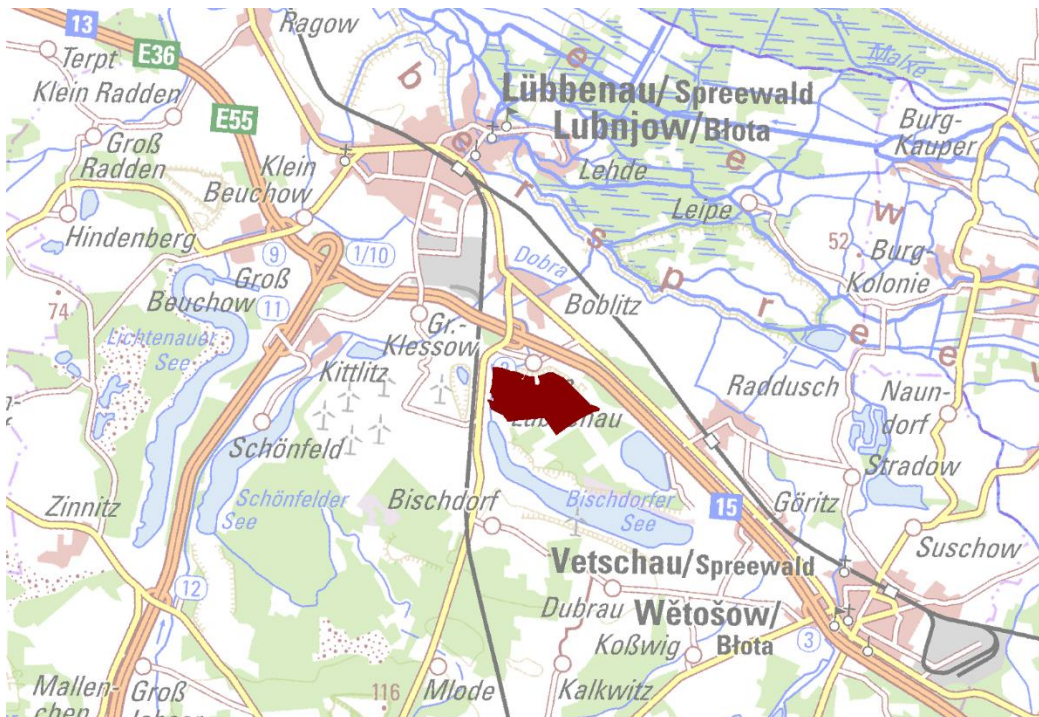 13
Ragow
Terpt
E36
Klein Radden
E55
Groß
Radden
Klein
Beuchow
Hindenberg
9
1/10
Groß
Beuchow
11
74
Lichtenauer
See
Lübbenau/ Spreewald
Lubnjow/Błota
Malxe
Burg-
Kauper
Lehde
Leipe
52
Burg-
Kolonie
b
e
e
r
s
p
r
e
e
w
Dobra
Boblitz
Gr.-
Klessow
Kittlitz
Raddusch
Naun-
dorf
Schönfeld
Stradow
Zinnitz
Schönfelder
See
Bischdorf
Bischdorfer
See
15
Göritz
Suschow
Vetschau/Spreewald
12
Dubrau
Wětošow/
Błota
Koßwig
3
Mallen-
chen
Groß
116
Mlode
Kalkwitz